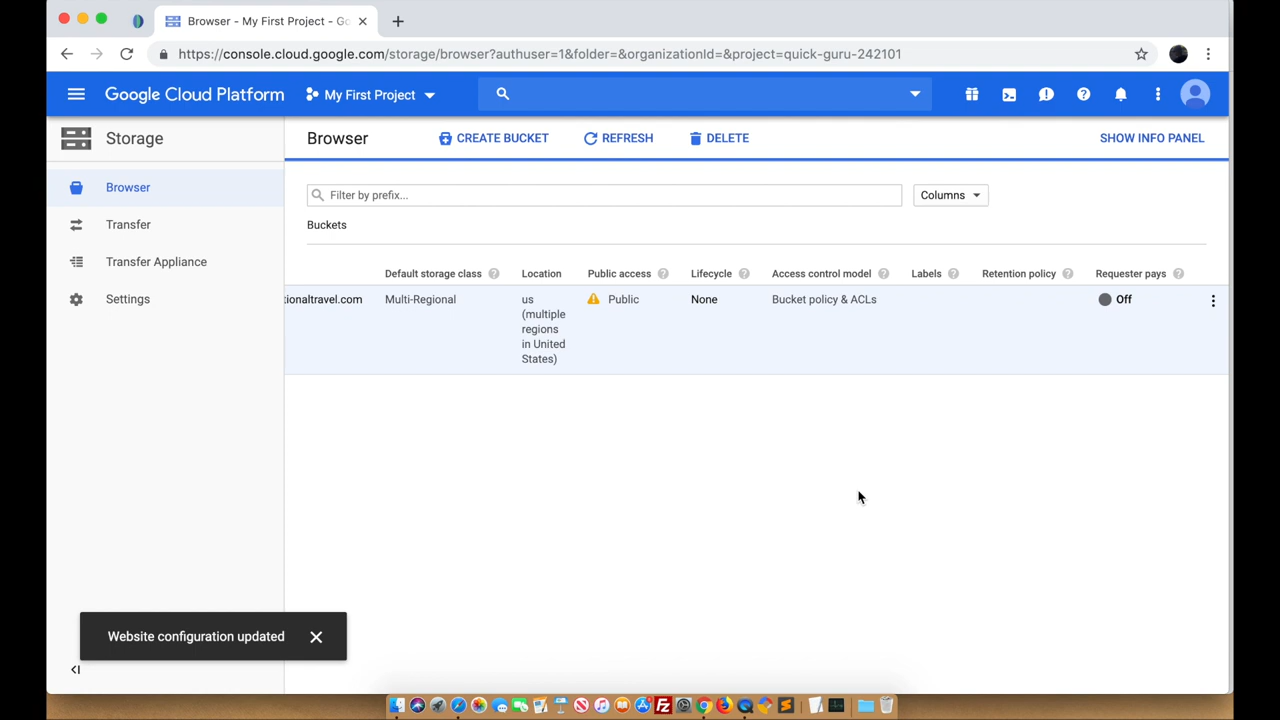 Browser - My First Project - Go
https://console.cloud.google.com/storage/browser?authuser=1&folder=&organizationId=&project=quick-guru-242101
Google Cloud Platform
My First Project
Storage
Browser
CREATE BUCKET
REFRESH
DELETE
SHOW INFO PANEL
Browser
Transfer
Transfer Appliance
Settings
Filter by prefix...
Columns
Buckets
Default storage class
Location
Public access
Lifecycle
Access control model
Labels
Retention policy
Requester pays
tionaltravel.com
Multi-Regional
us
(multiple
regions
in United
States)
Public
None
Bucket policy & ACLs
Off
Website configuration updated